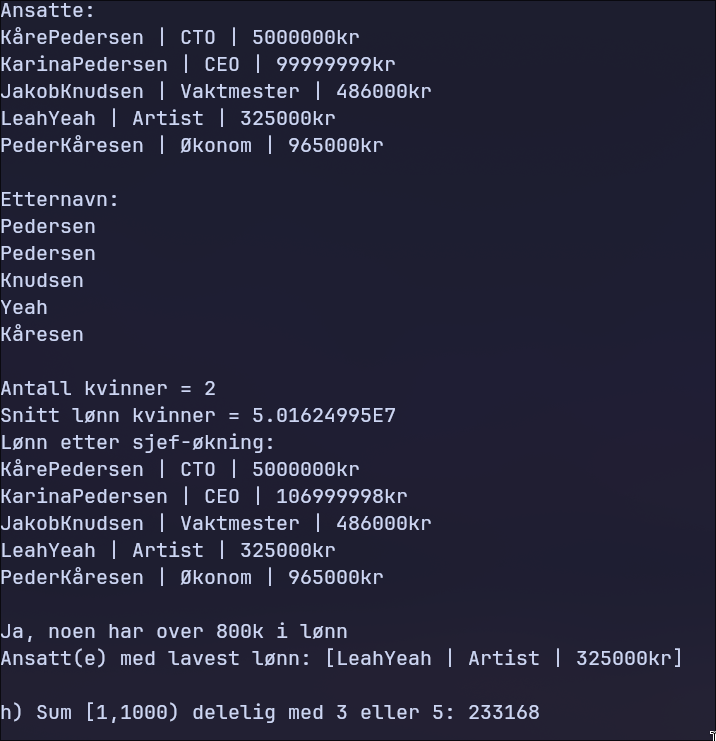 Ansatte:
KårePedersen | CTO | 5000000kr
KarinaPedersen | CEO | 99999999kr
JakobKnudsen | Vaktmester | 486000kr
LeahYeah | Artist | 325000kr
PederKåresen | Økonom | 965000kr
Etternavn:
Pedersen
Pedersen
Knudsen
Yeah
Kåresen
Antall kvinner = 2
Snitt lønn kvinner = 5.01624995E7
Lønn etter sjef-økning:
KårePedersen | CTO | 5000000kr
KarinaPedersen | CEO | 106999998kr
JakobKnudsen | Vaktmester | 486000kr
LeahYeah | Artist | 325000kr
PederKåresen | Økonom | 965000kr
Ja, noen har over 800k i lønn
Ansatt(e) med lavest lønn: [LeahYeah | Artist | 325000kr]
h) Sum [1,1000) delelig med 3 eller 5: 233168